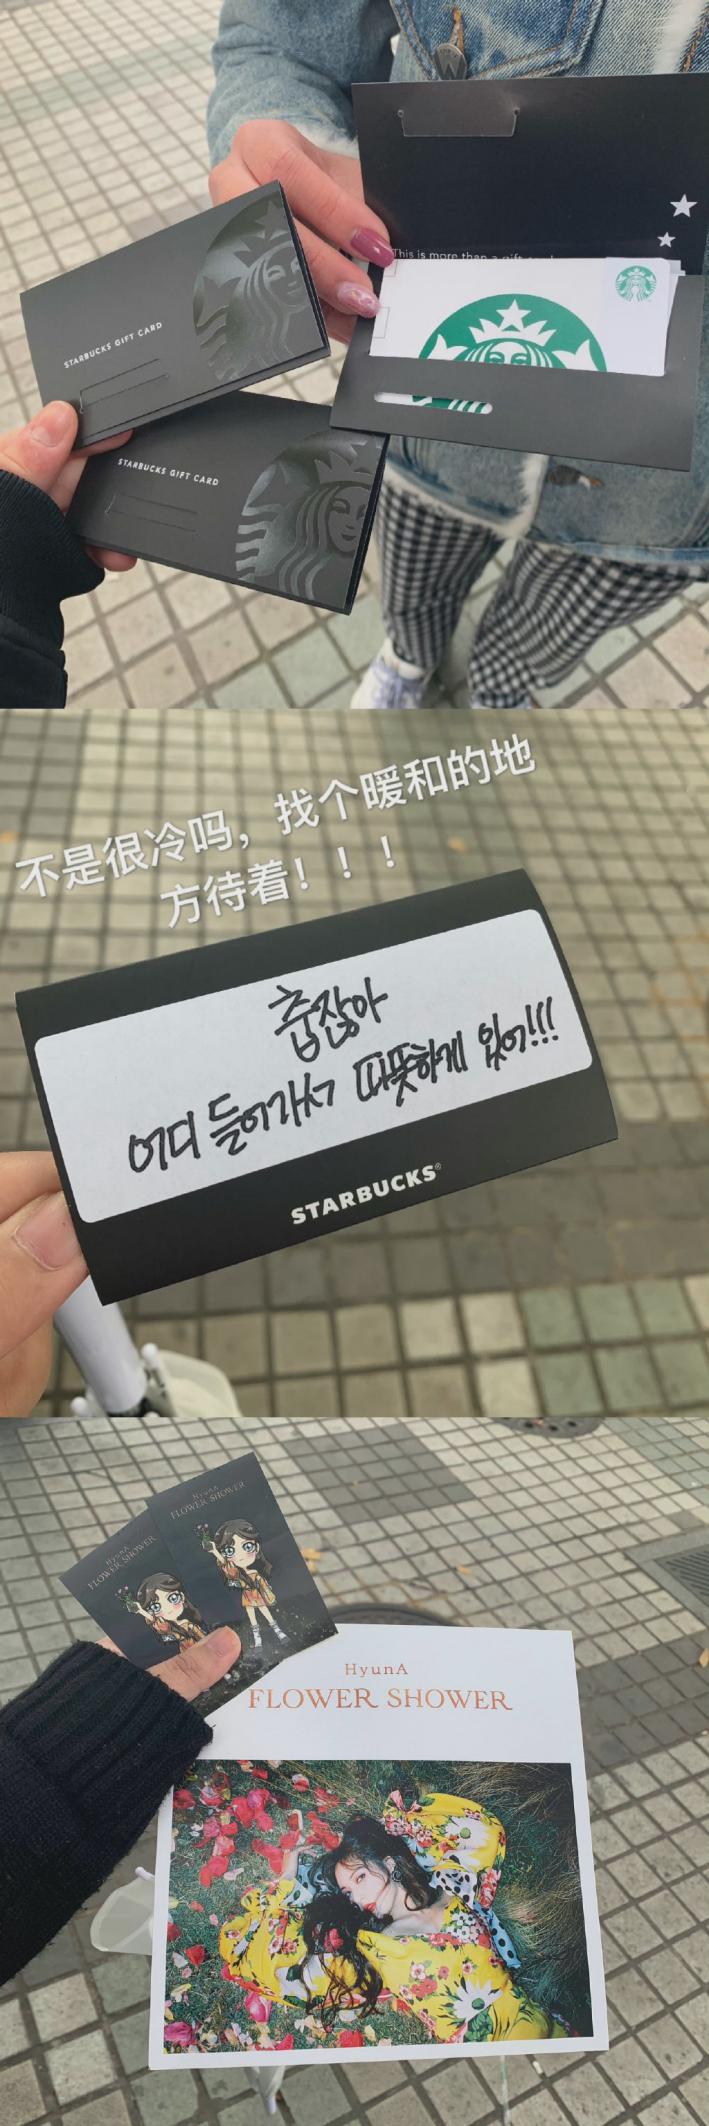 This is more than a gift card
STARBUCKS GIFT CARD
STARBUCKS GIFT CARD
不是很冷吗，找个暖和的地
方待着！！！
춥잖아
어디 들어가서 따뜻하게 있어!!!
STARBUCKS®
HyunA
FLOWER SHOWER
HyunA
FLOWER SHOWER
HyunA
FLOWER SHOWER